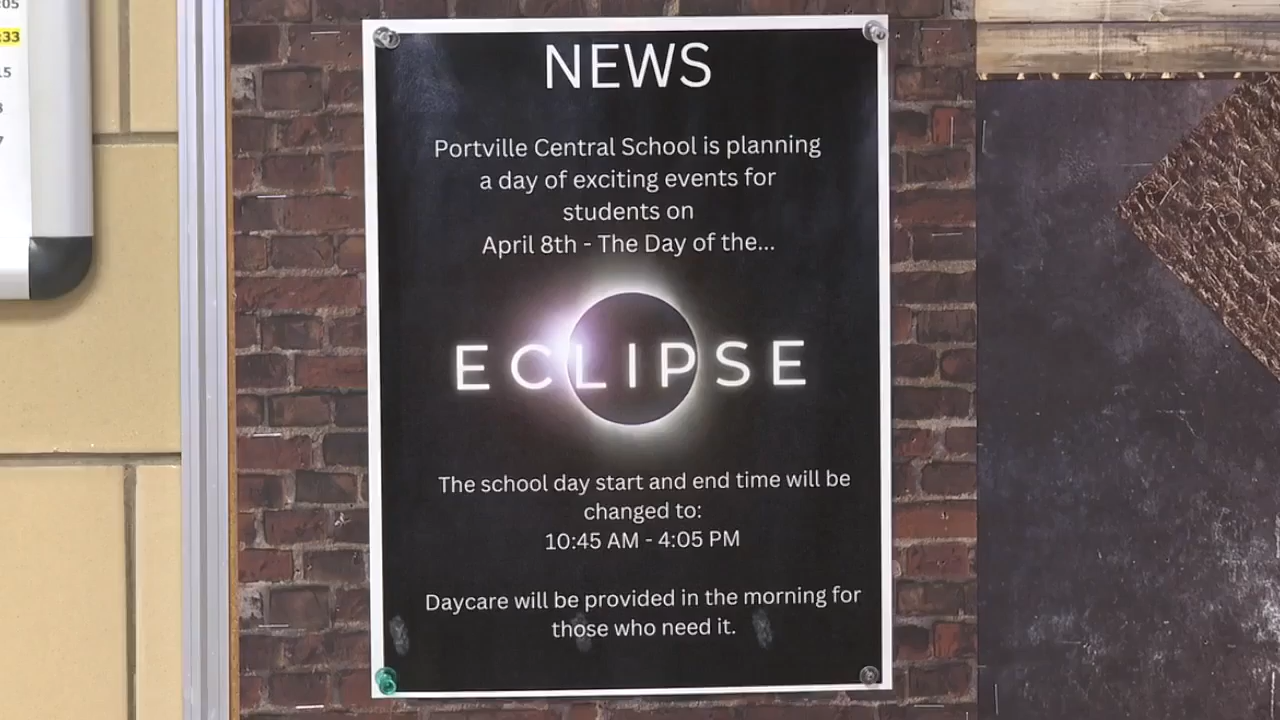 :05
:33
NEWS
Portville Central School is planning
a day of exciting events for
students on
April 8th - The Day of the...
ECLIPSE
The school day start and end time will be
changed to:
10:45 AM - 4:05 PM
Daycare will be provided in the morning for
those who need it.